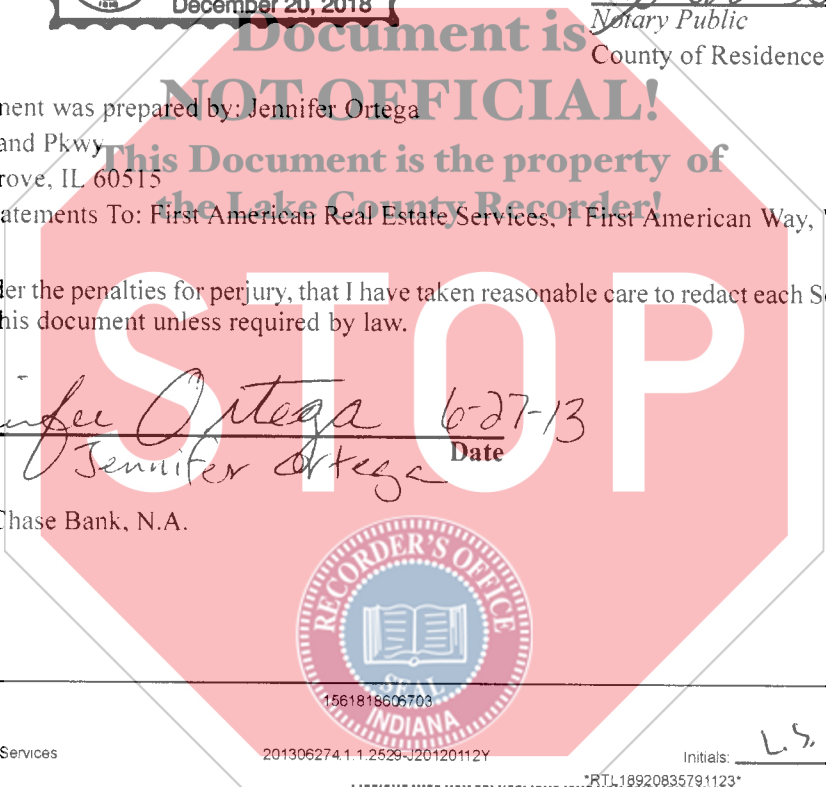 December 20, 2018
Document is
Notary Public
County of Residence
NOT OFFICIAL!
nent was prepared by: Jennifer Ortega
and Pkwy
This Document is the property of
rove, IL 60515
the Lake County Recorder!
atements To: First American Real Estate Services, 1 First American Way,
der the penalties for perjury, that I have taken reasonable care to redact each S
his document unless required by law.
STOP
Ortega 6-27-13
Jennifer Ortega Date
Chase Bank, N.A.
RECORDER'S OFFICE
SEAL
INDIANA
1561818606703
Services 201306274.1.1.2529-J20120112Y Initials: L.S.
*RTL18920835791123*